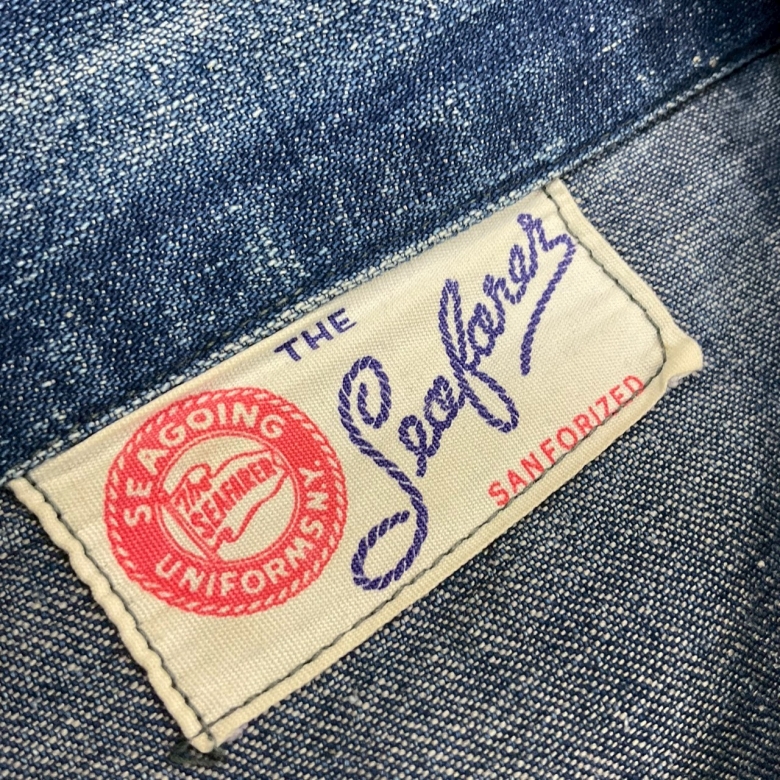 SEAGOING
The
SEAFARER
UNIFORMS N.Y.
THE
Seafarer
SANFORIZED